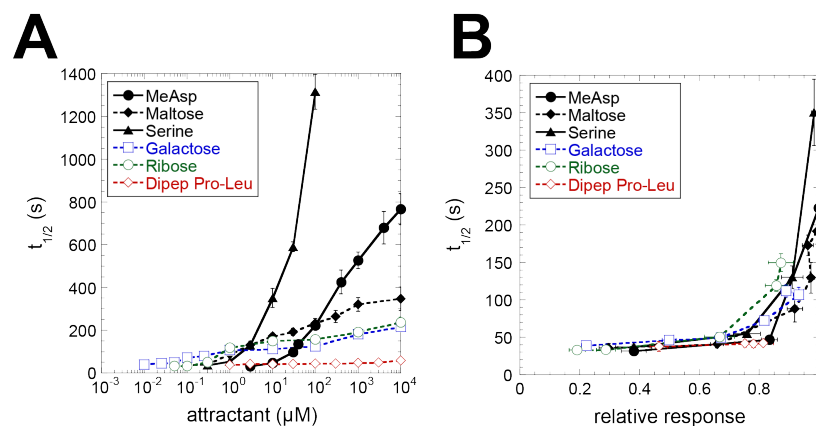 A
B
1400
1200
1000
800
600
400
200
0
t1/2 (s)
MeAsp
Maltose
Serine
Galactose
Ribose
Dipep Pro-Leu
10-3 10-2 10-1 100 101 102 103 104
attractant (µM)
400
350
300
250
200
150
100
50
0
t1/2 (s)
MeAsp
Maltose
Serine
Galactose
Ribose
Dipep Pro-Leu
0 0.2 0.4 0.6 0.8
relative response